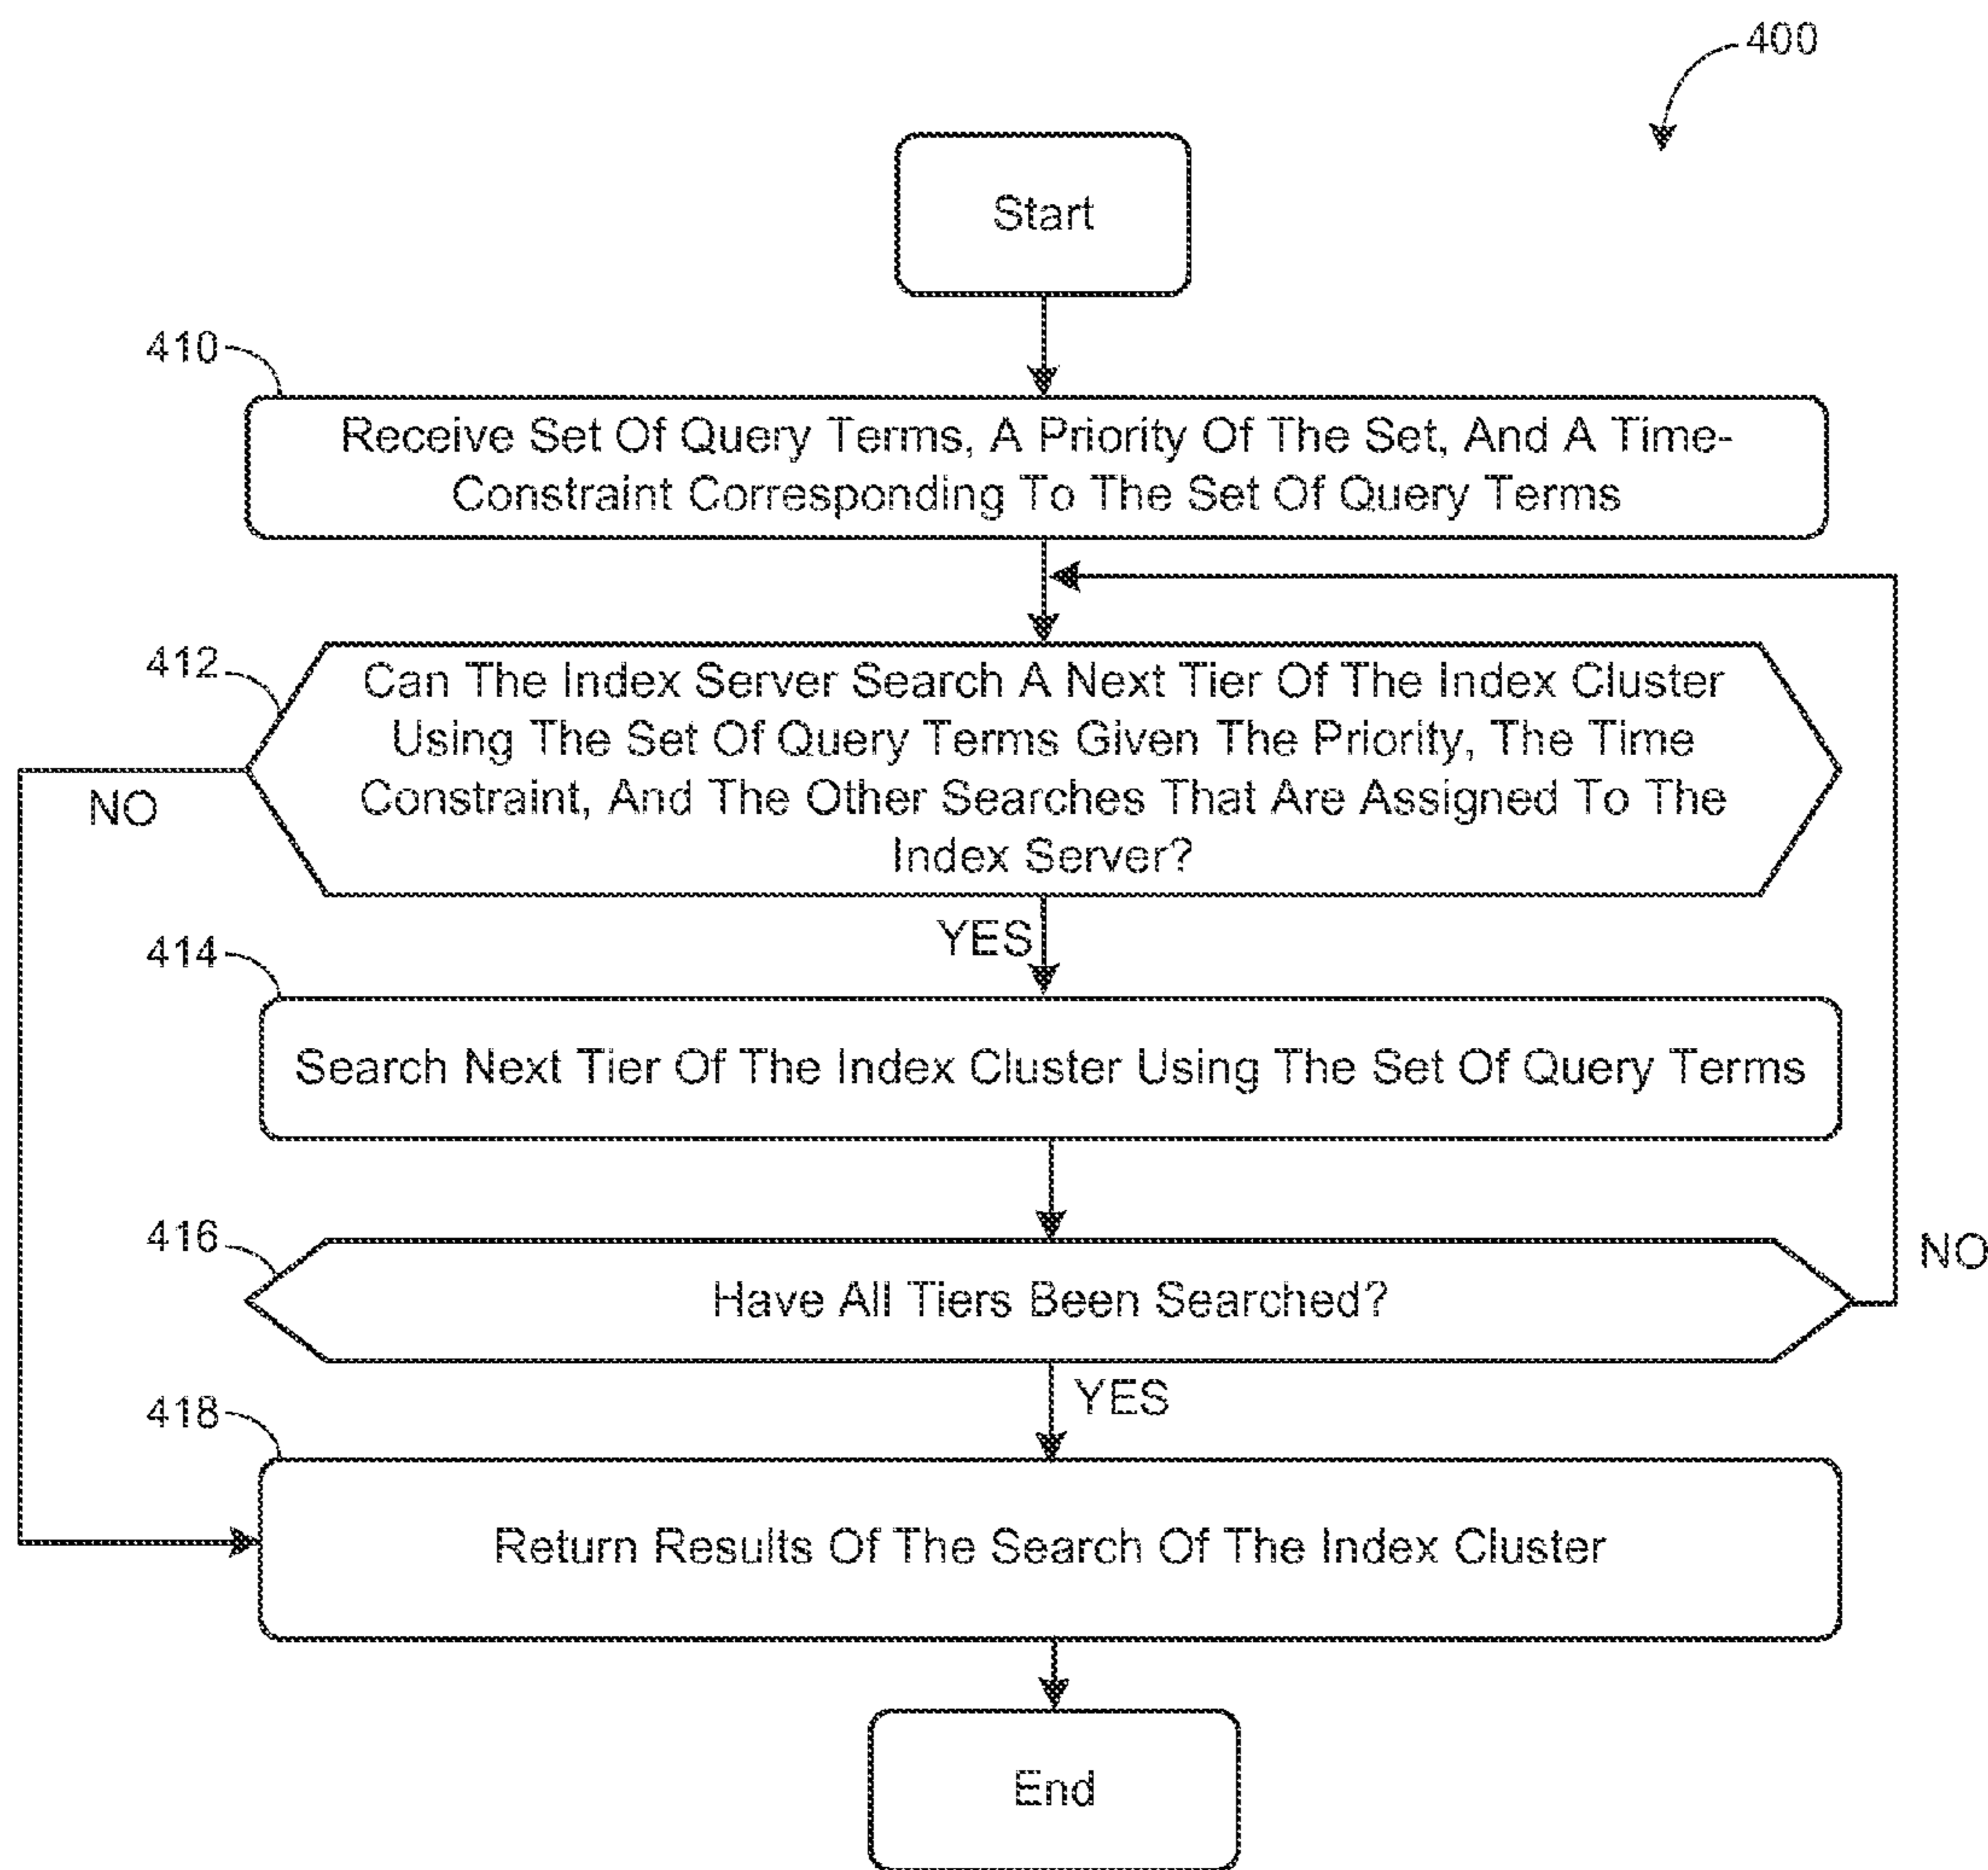 400
Start
410
Receive Set Of Query Terms, A Priority Of The Set, And A Time-
Constraint Corresponding To The Set Of Query Terms
412
Can The Index Server Search A Next Tier Of The Index Cluster
Using The Set Of Query Terms Given The Priority, The Time
Constraint, And The Other Searches That Are Assigned To The
Index Server?
NO
YES
414
Search Next Tier Of The Index Cluster Using The Set Of Query Terms
416
Have All Tiers Been Searched?
NO
YES
418
Return Results Of The Search Of The Index Cluster
End